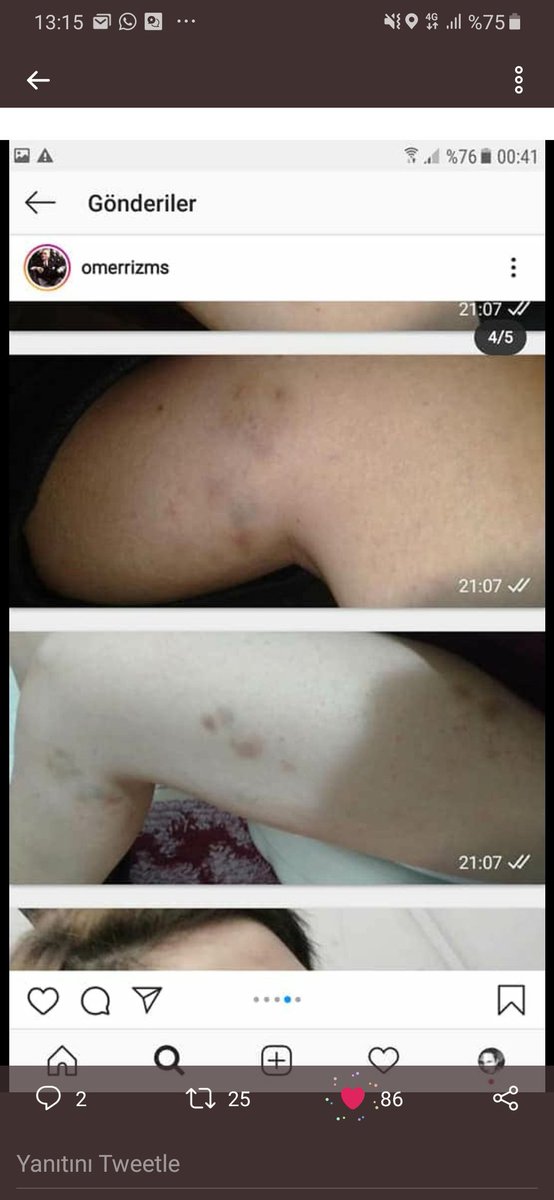 13:15 4G %75
%76 00:41
Gönderiler
omerrizms
21:07
4/5
21:07
21:07
2 25 86
Yanıtını Tweetle